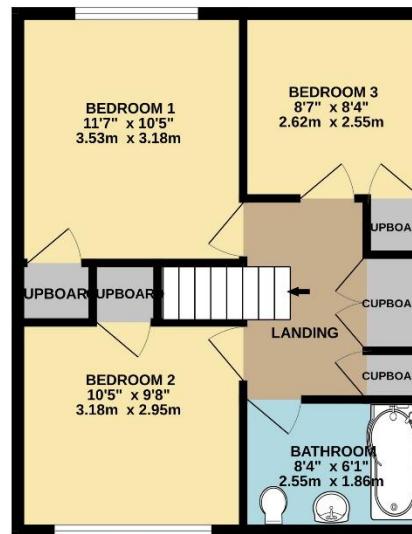 BEDROOM 1
11'7" x 10'5"
3.53m x 3.18m
BEDROOM 3
8'7" x 8'4"
2.62m x 2.55m
UPBOA
UPBOAR
UPBOAR
CUPBOA
LANDING
CUPBOA
BEDROOM 2
10'5" x 9'8"
3.18m x 2.95m
BATHROOM
8'4" x 6'1"
2.55m x 1.86m